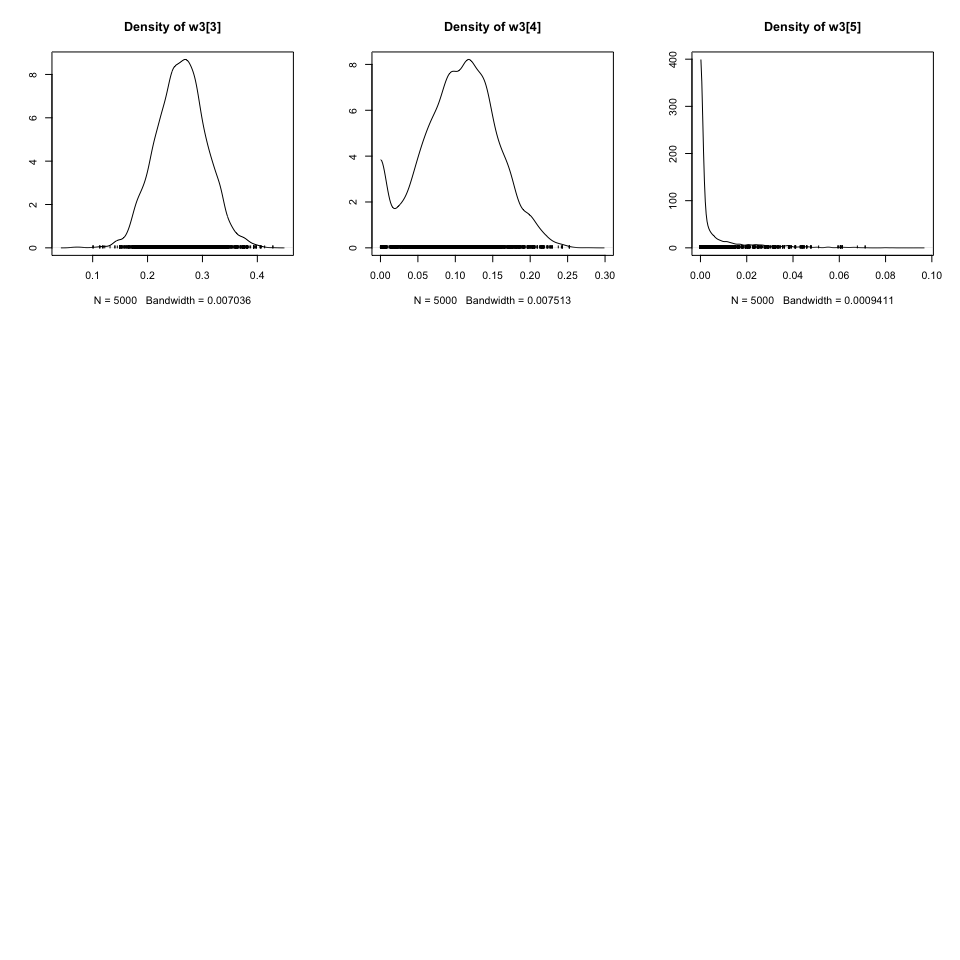 Density of w3[3]
8
6
4
2
0
0.1 0.2 0.3 0.4
N = 5000 Bandwidth = 0.007036
Density of w3[4]
8
6
4
2
0
0.00 0.05 0.10 0.15 0.20 0.25 0.30
N = 5000 Bandwidth = 0.007513
Density of w3[5]
400
300
200
100
0
0.00 0.02 0.04 0.06 0.08 0.10
N = 5000 Bandwidth = 0.0009411